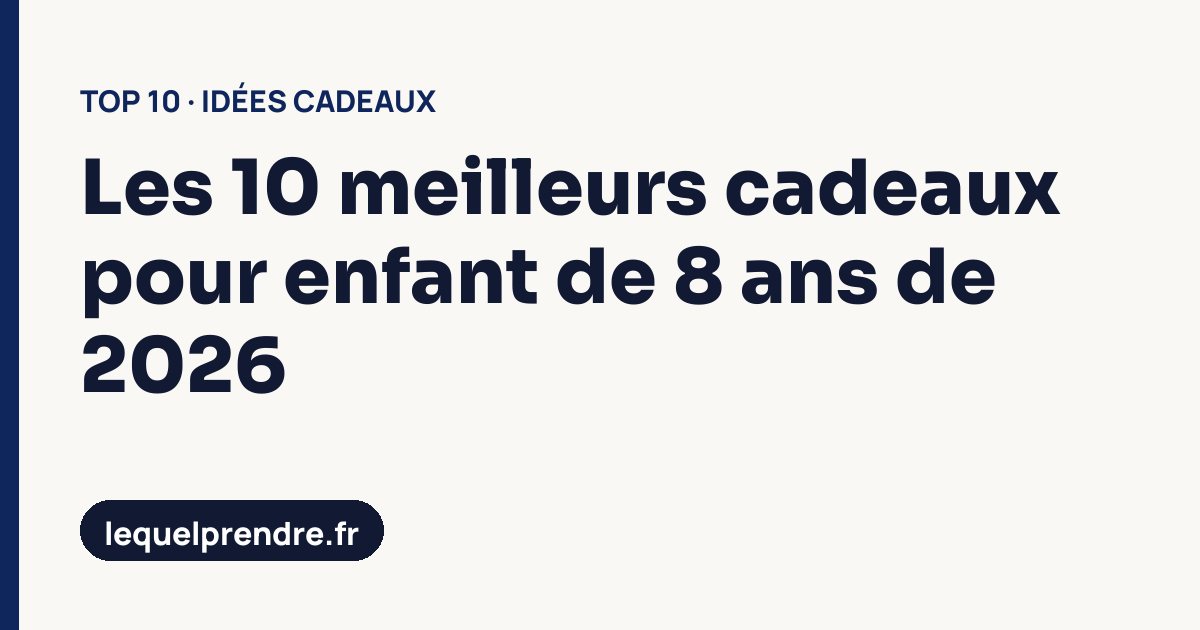 TOP 10 · IDÉES CADEAUX
Les 10 meilleurs cadeaux
pour enfant de 8 ans de
2026
lequelprendre.fr